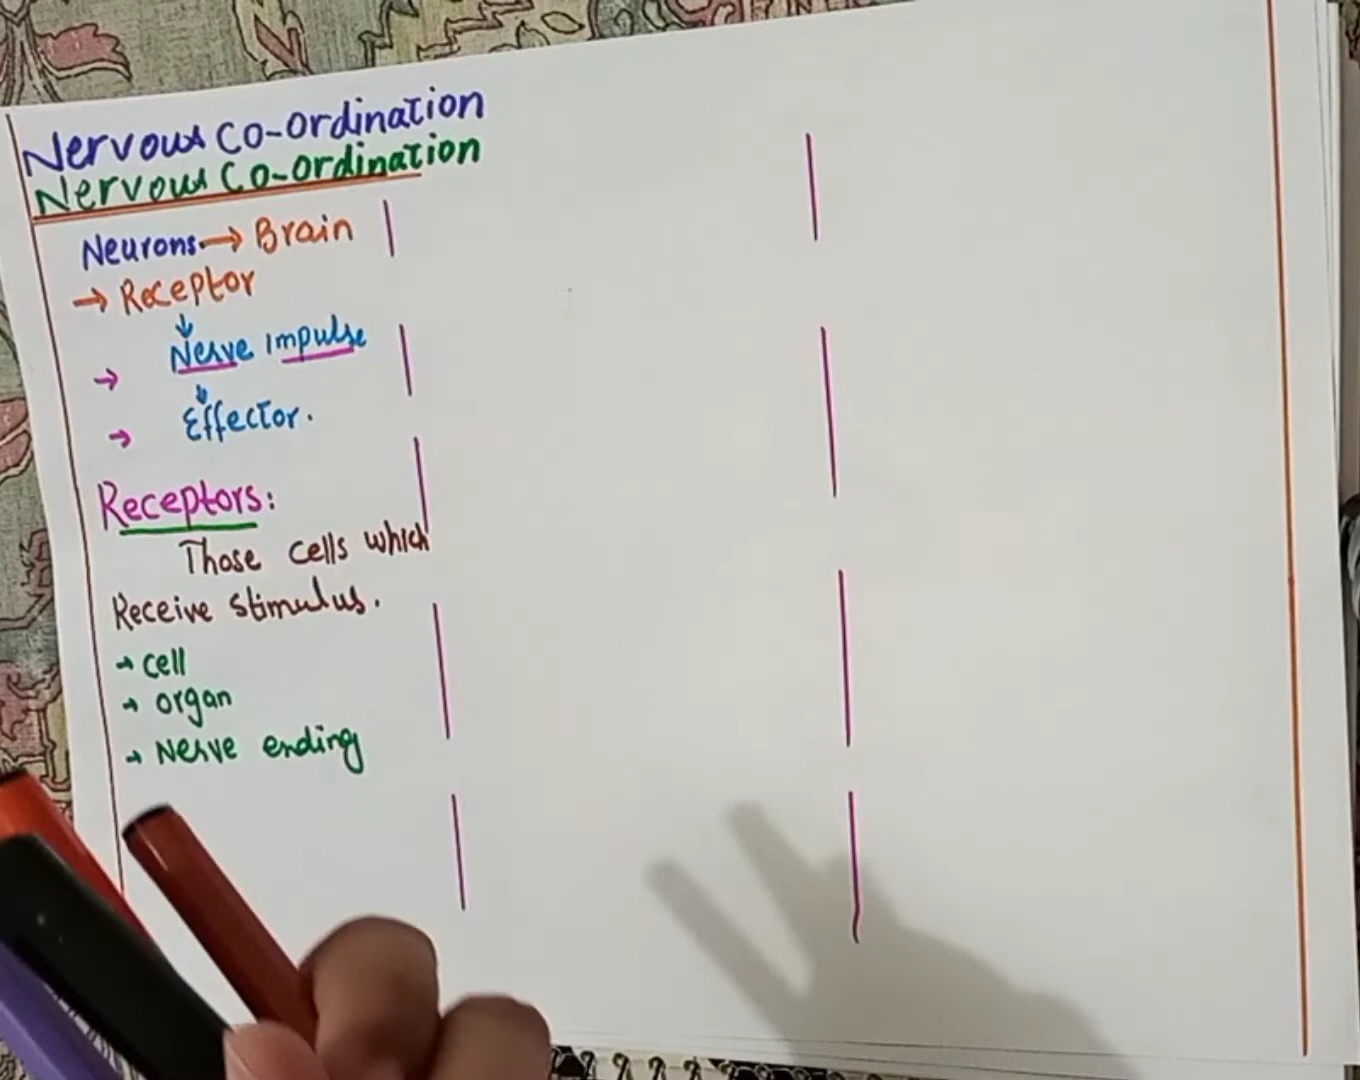 Nervous Co-ordination
Nervous Co-ordination
Neurons → Brain
→ Receptor
↓
→ Nerve impulse
↓
→ Effector.
Receptors:
Those cells which
Receive stimulus.
→ cell
→ organ
→ Nerve ending